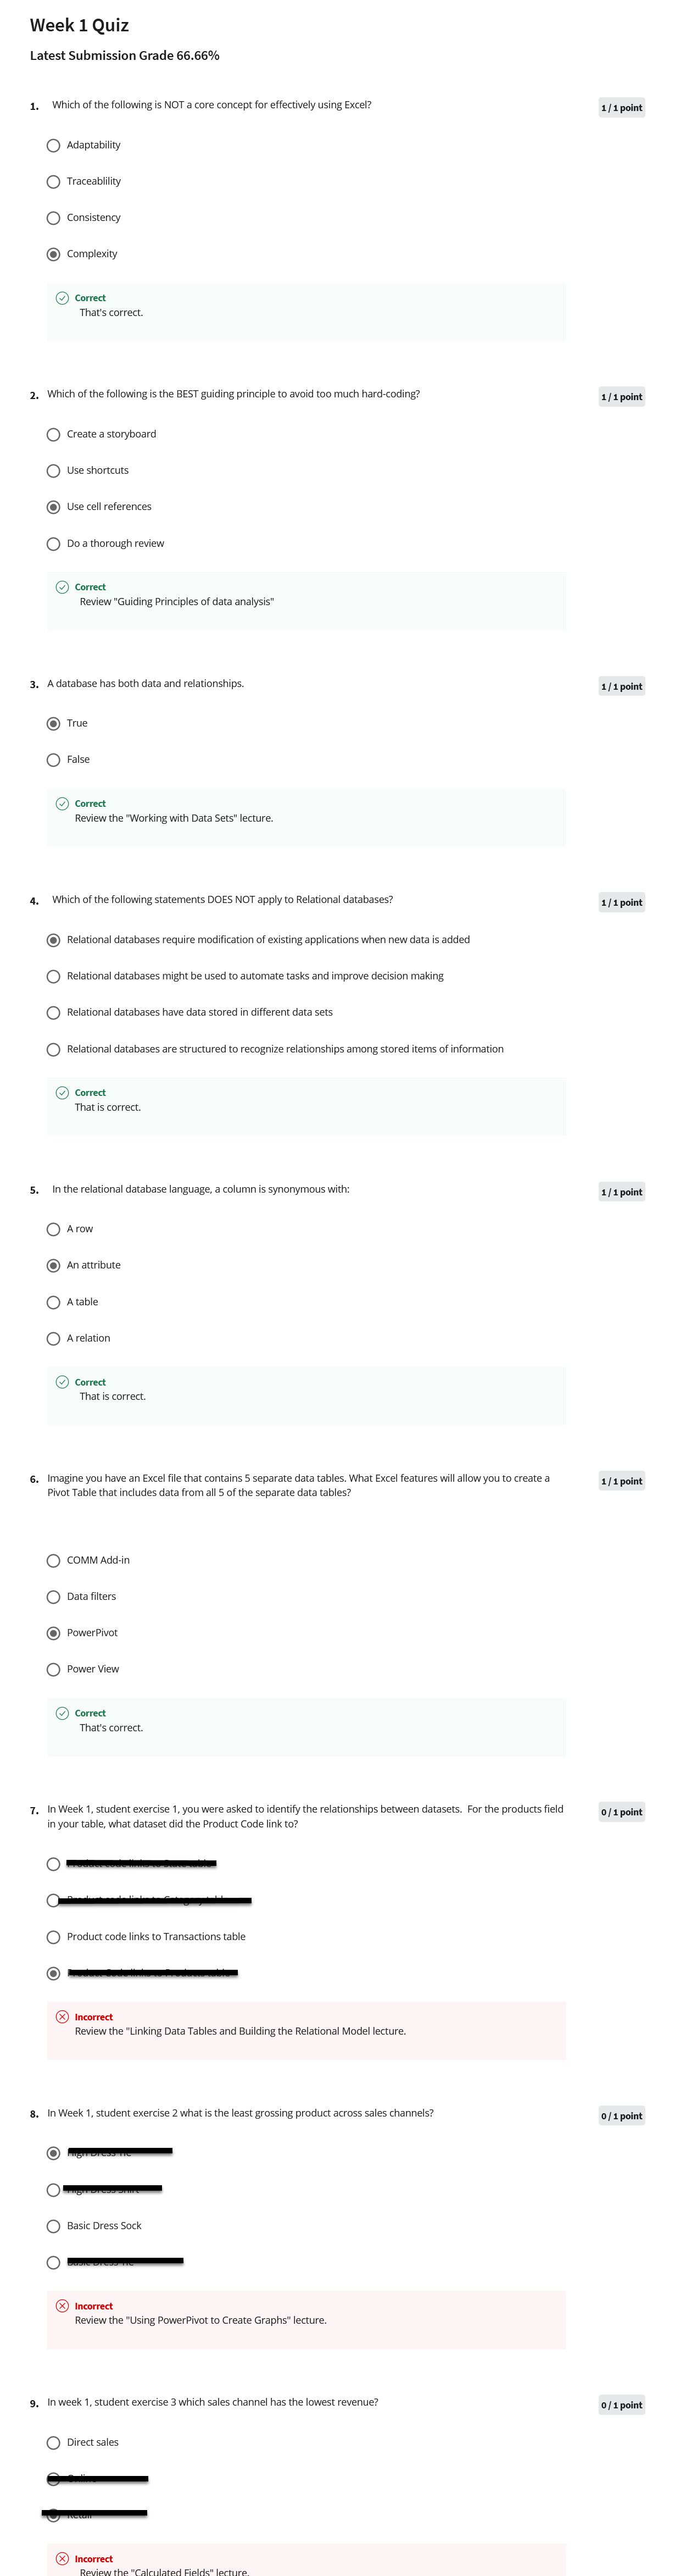 Week 1 Quiz
Latest Submission Grade 66.66%
1. Which of the following is NOT a core concept for effectively using Excel?
1 / 1 point
Adaptability
Traceablility
Consistency
Complexity
Correct
That's correct.
2. Which of the following is the BEST guiding principle to avoid too much hard-coding?
1 / 1 point
Create a storyboard
Use shortcuts
Use cell references
Do a thorough review
Correct
Review "Guiding Principles of data analysis"
3. A database has both data and relationships.
1 / 1 point
True
False
Correct
Review the "Working with Data Sets" lecture.
4. Which of the following statements DOES NOT apply to Relational databases?
1 / 1 point
Relational databases require modification of existing applications when new data is added
Relational databases might be used to automate tasks and improve decision making
Relational databases have data stored in different data sets
Relational databases are structured to recognize relationships among stored items of information
Correct
That is correct.
5. In the relational database language, a column is synonymous with:
1 / 1 point
A row
An attribute
A table
A relation
Correct
That is correct.
6. Imagine you have an Excel file that contains 5 separate data tables. What Excel features will allow you to create a
Pivot Table that includes data from all 5 of the separate data tables?
1 / 1 point
COMM Add-in
Data filters
PowerPivot
Power View
Correct
That's correct.
7. In Week 1, student exercise 1, you were asked to identify the relationships between datasets. For the products field
in your table, what dataset did the Product Code link to?
0 / 1 point
Product code links to Transactions table
Incorrect
Review the "Linking Data Tables and Building the Relational Model lecture.
8. In Week 1, student exercise 2 what is the least grossing product across sales channels?
0 / 1 point
Basic Dress Sock
Incorrect
Review the "Using PowerPivot to Create Graphs" lecture.
9. In week 1, student exercise 3 which sales channel has the lowest revenue?
0 / 1 point
Direct sales
Incorrect
Review the "Calculated Fields" lecture.